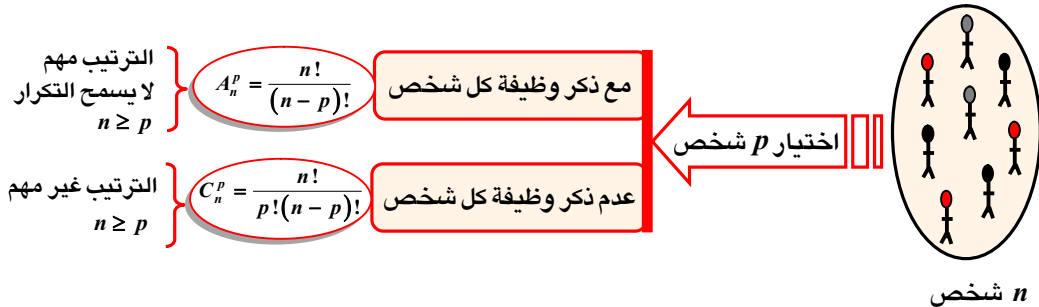 n شخص
اختيار p شخص
مع ذكر وظيفة كل شخص
A_n^p = n! / (n − p)!
الترتيب مهم
لا يسمح التكرار
n ≥ p
عدم ذكر وظيفة كل شخص
C_n^p = n! / p!(n − p)!
الترتيب غير مهم
n ≥ p